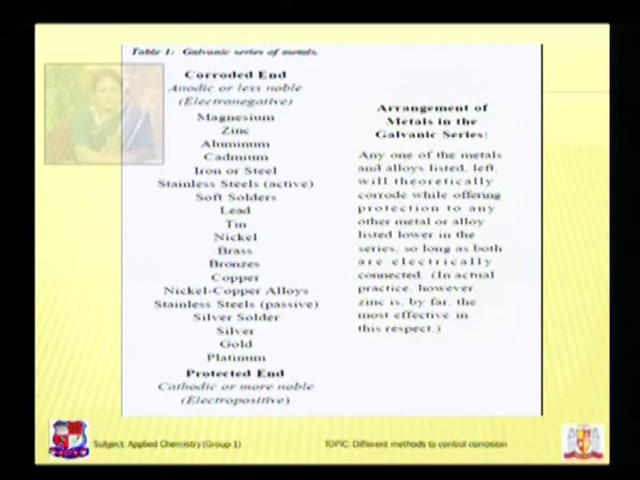 Table 1: Galvanic series of metals.
Corroded End
Anodic or less noble
(Electronegative)
Magnesium
Zinc
Aluminum
Cadmium
Iron or Steel
Stainless Steels (active)
Soft Solders
Lead
Tin
Nickel
Brass
Bronzes
Copper
Nickel-Copper Alloys
Stainless Steels (passive)
Silver Solder
Silver
Gold
Platinum
Protected End
Cathodic or more noble
(Electropositive)
Arrangement of
Metals in the
Galvanic Series:
Any one of the metals
and alloys listed, left,
will theoretically
corrode while offering
protection to any
other metal or alloy
listed lower in the
series, so long as both
are electrically
connected. (In actual
practice, however,
zinc is, by far, the
most effective in
this respect.)
Subject: Applied Chemistry (Group 1)
TOPIC: Different methods to control corrosion